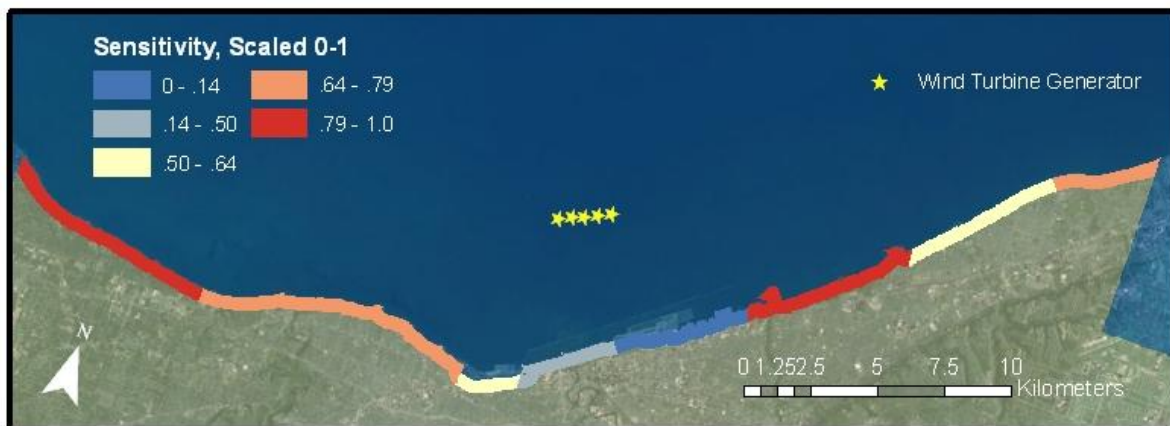 Sensitivity, Scaled 0-1
0 - .14
.64 - .79
.14 - .50
.79 - 1.0
.50 - .64
Wind Turbine Generator
N
0 1.252.5 5 7.5 10
Kilometers